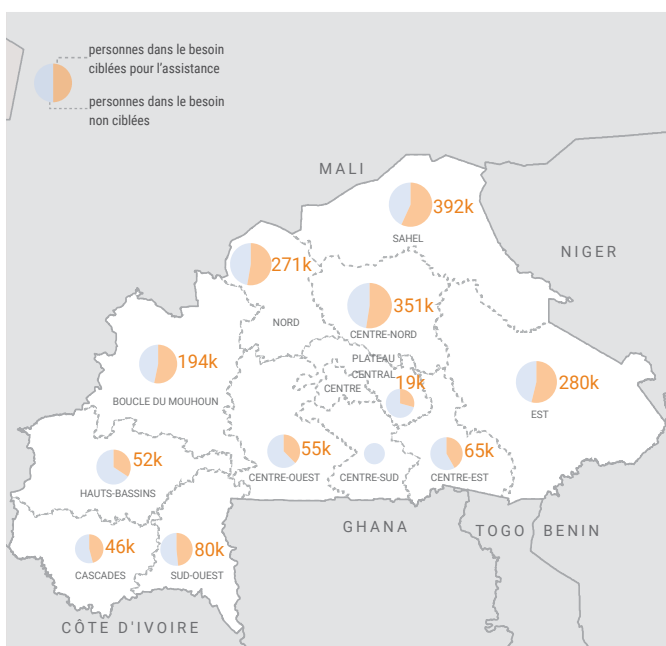 personnes dans le besoin
ciblées pour l'assistance
personnes dans le besoin
non ciblées
MALI
392k
SAHEL
NIGER
271k
NORD
351k
CENTRE-NORD
PLATEAU
CENTRAL
CENTRE
19k
194k
BOUCLE DU MOUHOUN
280k
EST
52k
HAUTS-BASSINS
55k
CENTRE-OUEST
CENTRE-SUD
65k
CENTRE-EST
GHANA
TOGO
BENIN
46k
CASCADES
80k
SUD-OUEST
CÔTE D'IVOIRE